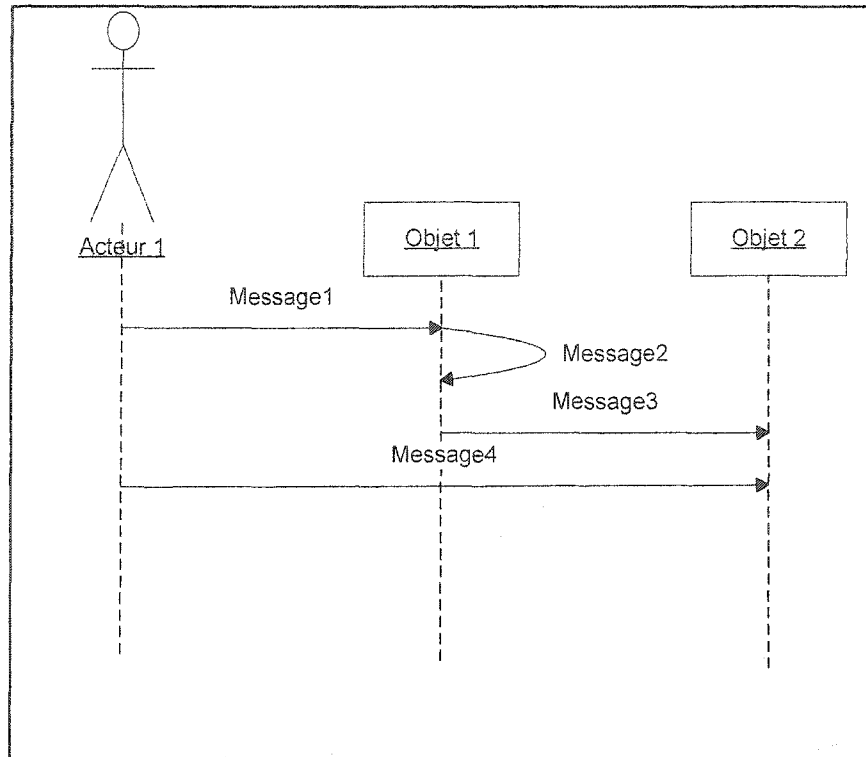 Acteur 1
Objet 1
Objet 2
Message1
Message2
Message3
Message4